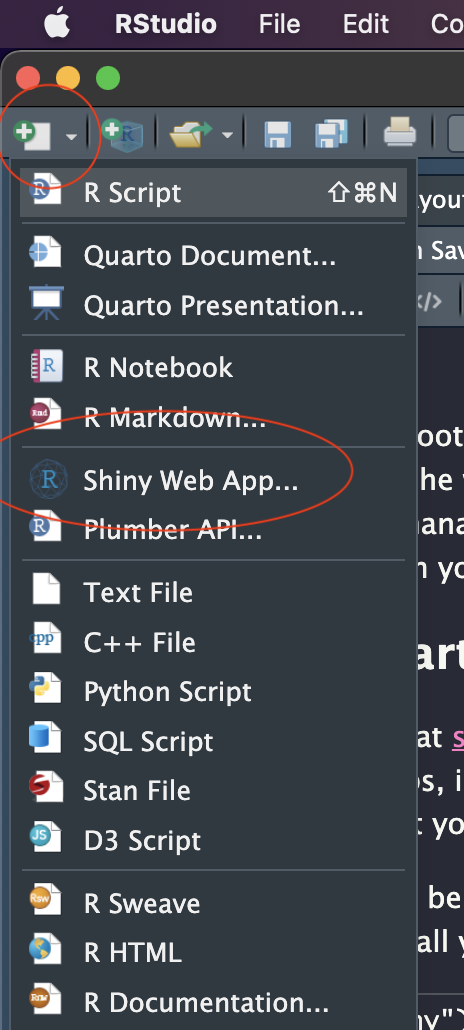 RStudio File Edit Co
R Script ⇧⌘N
Quarto Document...
Quarto Presentation...
R Notebook
R Markdown...
Shiny Web App...
Plumber API...
Text File
C++ File
Python Script
SQL Script
Stan File
D3 Script
R Sweave
R HTML
R Documentation...